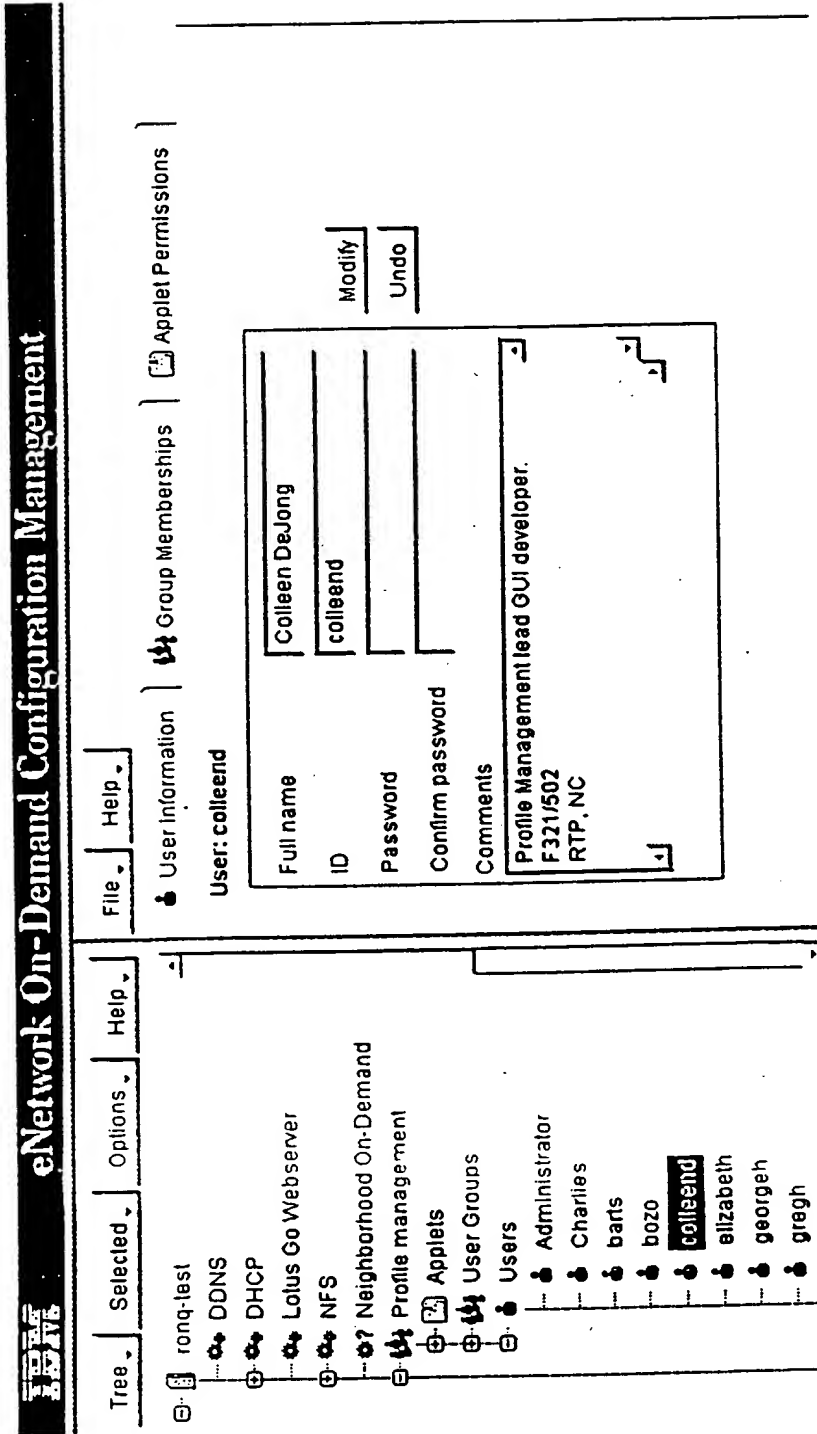 IBM
eNetwork On-Demand Configuration Management
Tree Selected Options Help
ronq-test
DDNS
DHCP
Lotus Go Webserver
NFS
? Neighborhood On-Demand
Profile management
Applets
User Groups
Users
Administrator
Charlies
barts
bozo
colleend
elizabeth
georgeh
gregh
File Help
User Information Group Memberships Applet Permissions
User: colleend
Full name Colleen DeJong
ID colleend
Password
Confirm password
Comments
Profile Management lead GUI developer.
F321/502
RTP, NC
Modify
Undo